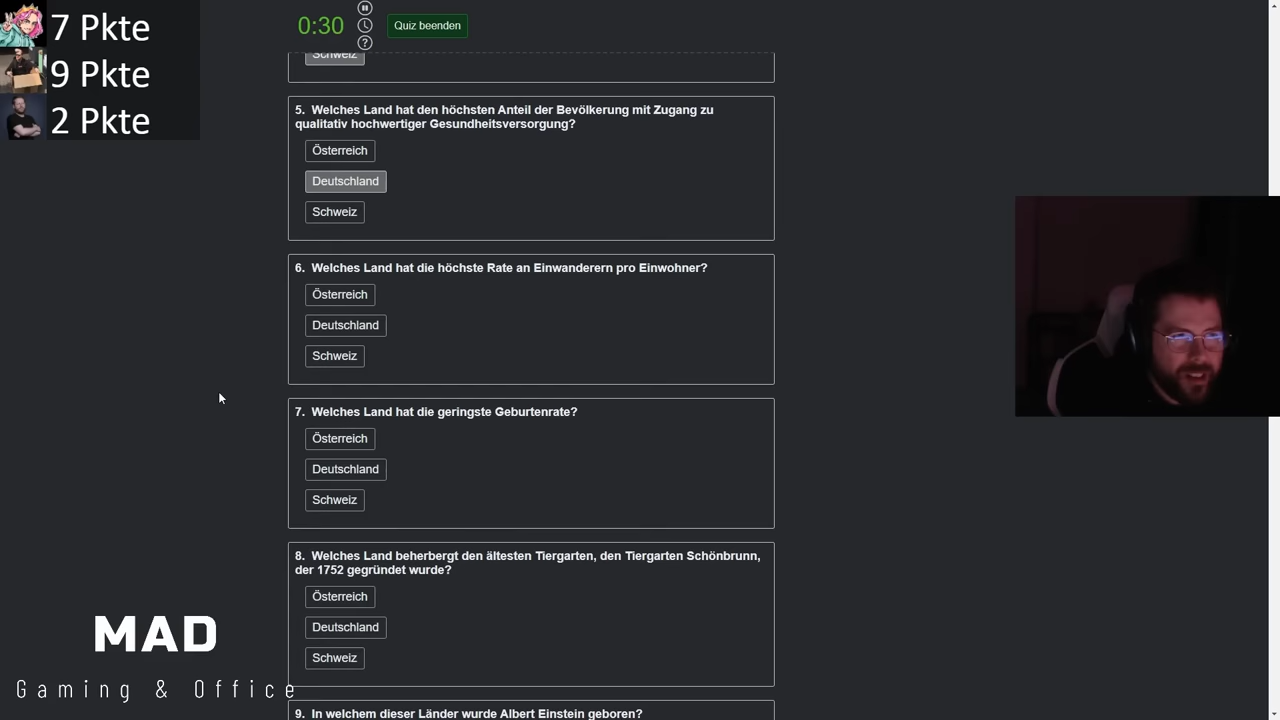 7 Pkte
9 Pkte
2 Pkte
0:30
?
Quiz beenden
Schweiz
5. Welches Land hat den höchsten Anteil der Bevölkerung mit Zugang zu
qualitativ hochwertiger Gesundheitsversorgung?
Österreich
Deutschland
Schweiz
6. Welches Land hat die höchste Rate an Einwanderern pro Einwohner?
Österreich
Deutschland
Schweiz
7. Welches Land hat die geringste Geburtenrate?
Österreich
Deutschland
Schweiz
8. Welches Land beherbergt den ältesten Tiergarten, den Tiergarten Schönbrunn,
der 1752 gegründet wurde?
Österreich
Deutschland
Schweiz
9. In welchem dieser Länder wurde Albert Einstein geboren?
MAD
Gaming & Office